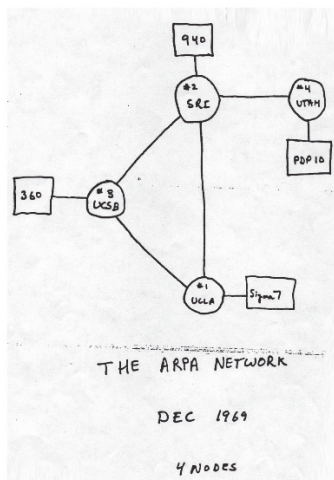 940
#2
SRI
#4
UTAH
PDP10
360
#3
UCSB
#1
UCLA
Sigma7
THE ARPA NETWORK
DEC 1969
4 NODES